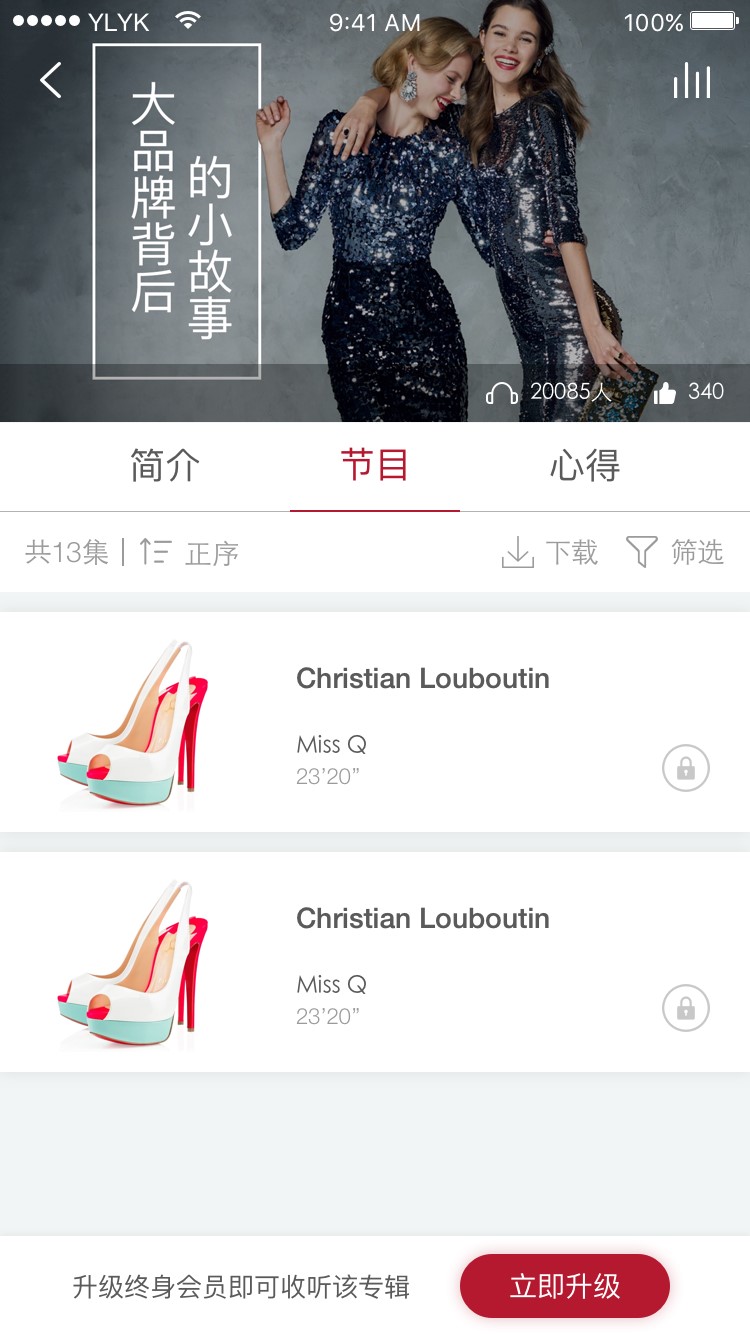 YLYK
9:41 AM
100%
大品牌背后
的小故事
20085人
340
简介
节目
心得
共13集
正序
下载
筛选
Christian Louboutin
Miss Q
23’20”
Christian Louboutin
Miss Q
23’20”
升级终身会员即可收听该专辑
立即升级